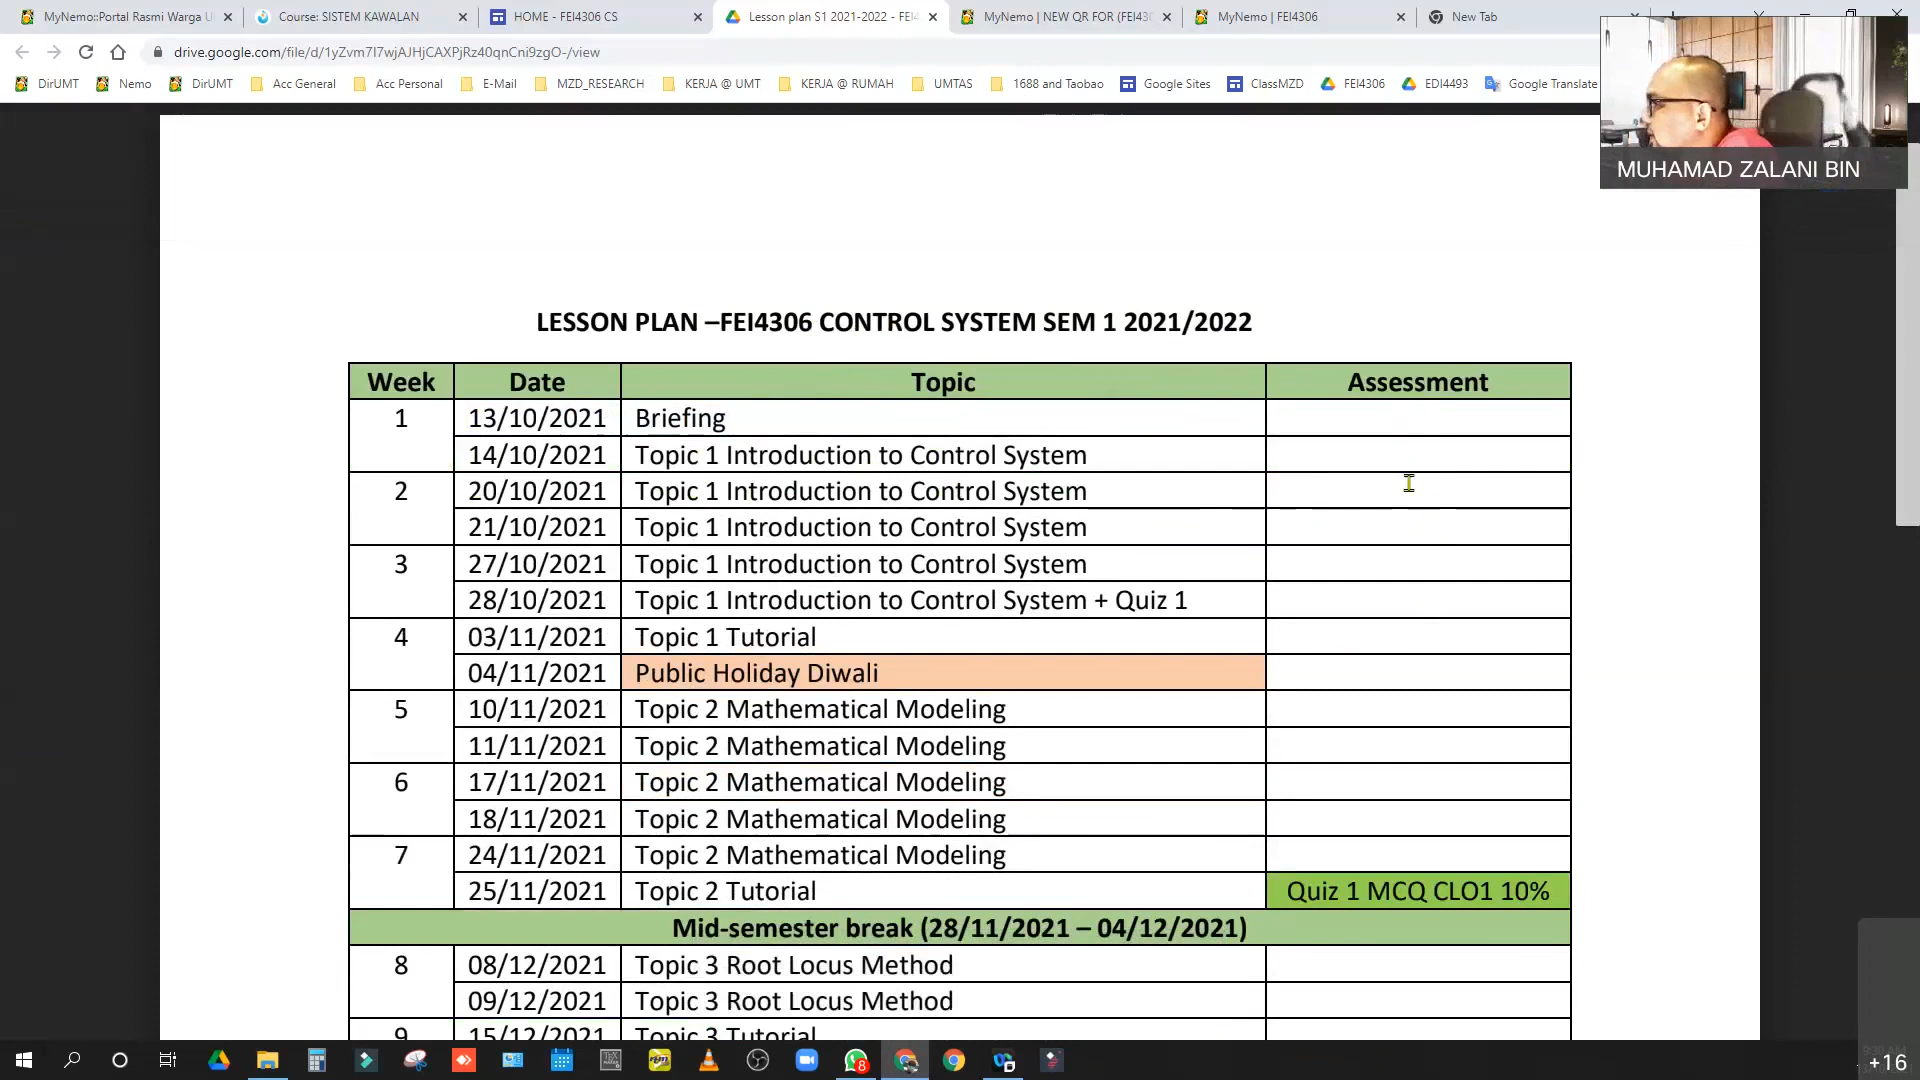 MyNemo::Portal Rasmi Warga U
Course: SISTEM KAWALAN
HOME - FEI4306 CS
Lesson plan S1 2021-2022 - FEI4
MyNemo | NEW QR FOR (FEI430
MyNemo | FEI4306
New Tab
drive.google.com/file/d/1yZvm7I7wjAJHjCAXPjRz40qnCni9zgO-/view
DirUMT
Nemo
DirUMT
Acc General
Acc Personal
E-Mail
MZD_RESEARCH
KERJA @ UMT
KERJA @ RUMAH
UMTAS
1688 and Taobao
Google Sites
ClassMZD
FEI4306
EDI4493
Google Translate
MUHAMAD ZALANI BIN
LESSON PLAN –FEI4306 CONTROL SYSTEM SEM 1 2021/2022
Week Date Topic Assessment
1 13/10/2021 Briefing
14/10/2021 Topic 1 Introduction to Control System
2 20/10/2021 Topic 1 Introduction to Control System
21/10/2021 Topic 1 Introduction to Control System
3 27/10/2021 Topic 1 Introduction to Control System
28/10/2021 Topic 1 Introduction to Control System + Quiz 1
4 03/11/2021 Topic 1 Tutorial
04/11/2021 Public Holiday Diwali
5 10/11/2021 Topic 2 Mathematical Modeling
11/11/2021 Topic 2 Mathematical Modeling
6 17/11/2021 Topic 2 Mathematical Modeling
18/11/2021 Topic 2 Mathematical Modeling
7 24/11/2021 Topic 2 Mathematical Modeling
25/11/2021 Topic 2 Tutorial Quiz 1 MCQ CLO1 10%
Mid-semester break (28/11/2021 – 04/12/2021)
8 08/12/2021 Topic 3 Root Locus Method
09/12/2021 Topic 3 Root Locus Method
9 15/12/2021 Topic 3 Tutorial
8
+16